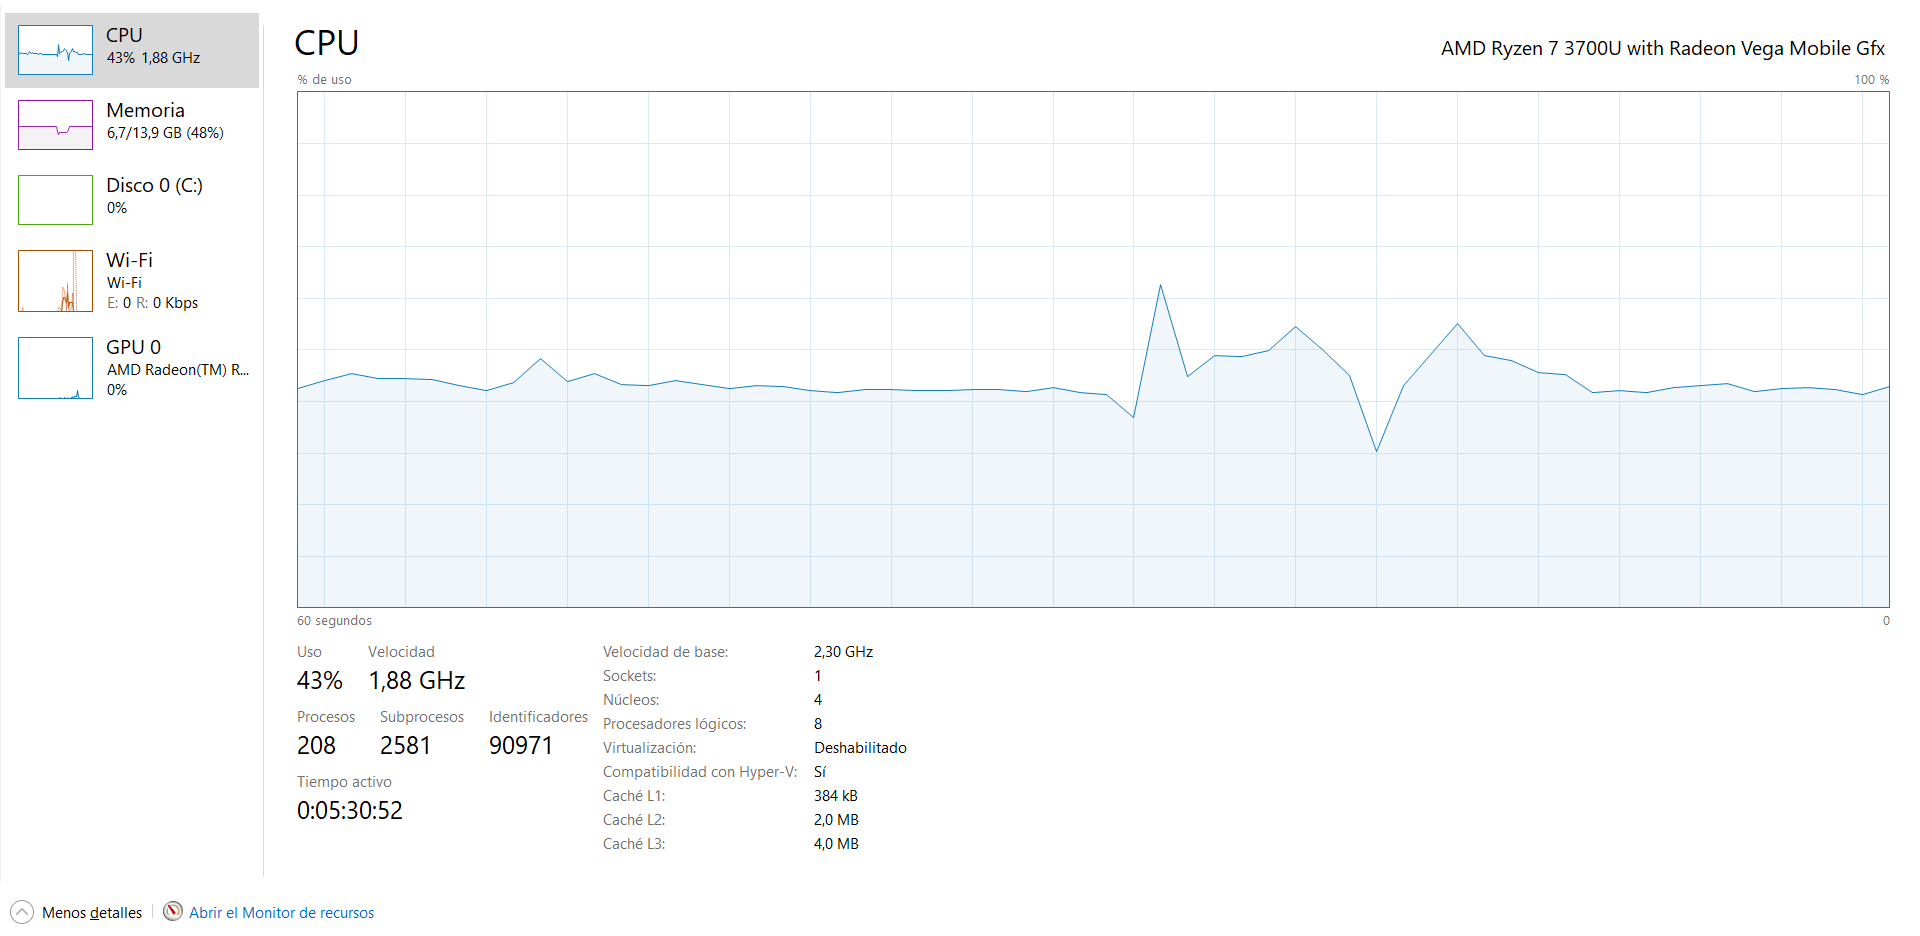 CPU
43% 1,88 GHz
Memoria
6,7/13,9 GB (48%)
Disco 0 (C:)
0%
Wi-Fi
Wi-Fi
E: 0 R: 0 Kbps
GPU 0
AMD Radeon(TM) R...
0%
CPU
AMD Ryzen 7 3700U with Radeon Vega Mobile Gfx
% de uso
100 %
60 segundos
0
Uso
Velocidad
43%
1,88 GHz
Procesos
Subprocesos
Identificadores
208
2581
90971
Tiempo activo
0:05:30:52
Velocidad de base: 2,30 GHz
Sockets: 1
Núcleos: 4
Procesadores lógicos: 8
Virtualización: Deshabilitado
Compatibilidad con Hyper-V: Sí
Caché L1: 384 kB
Caché L2: 2,0 MB
Caché L3: 4,0 MB
Menos detalles
Abrir el Monitor de recursos